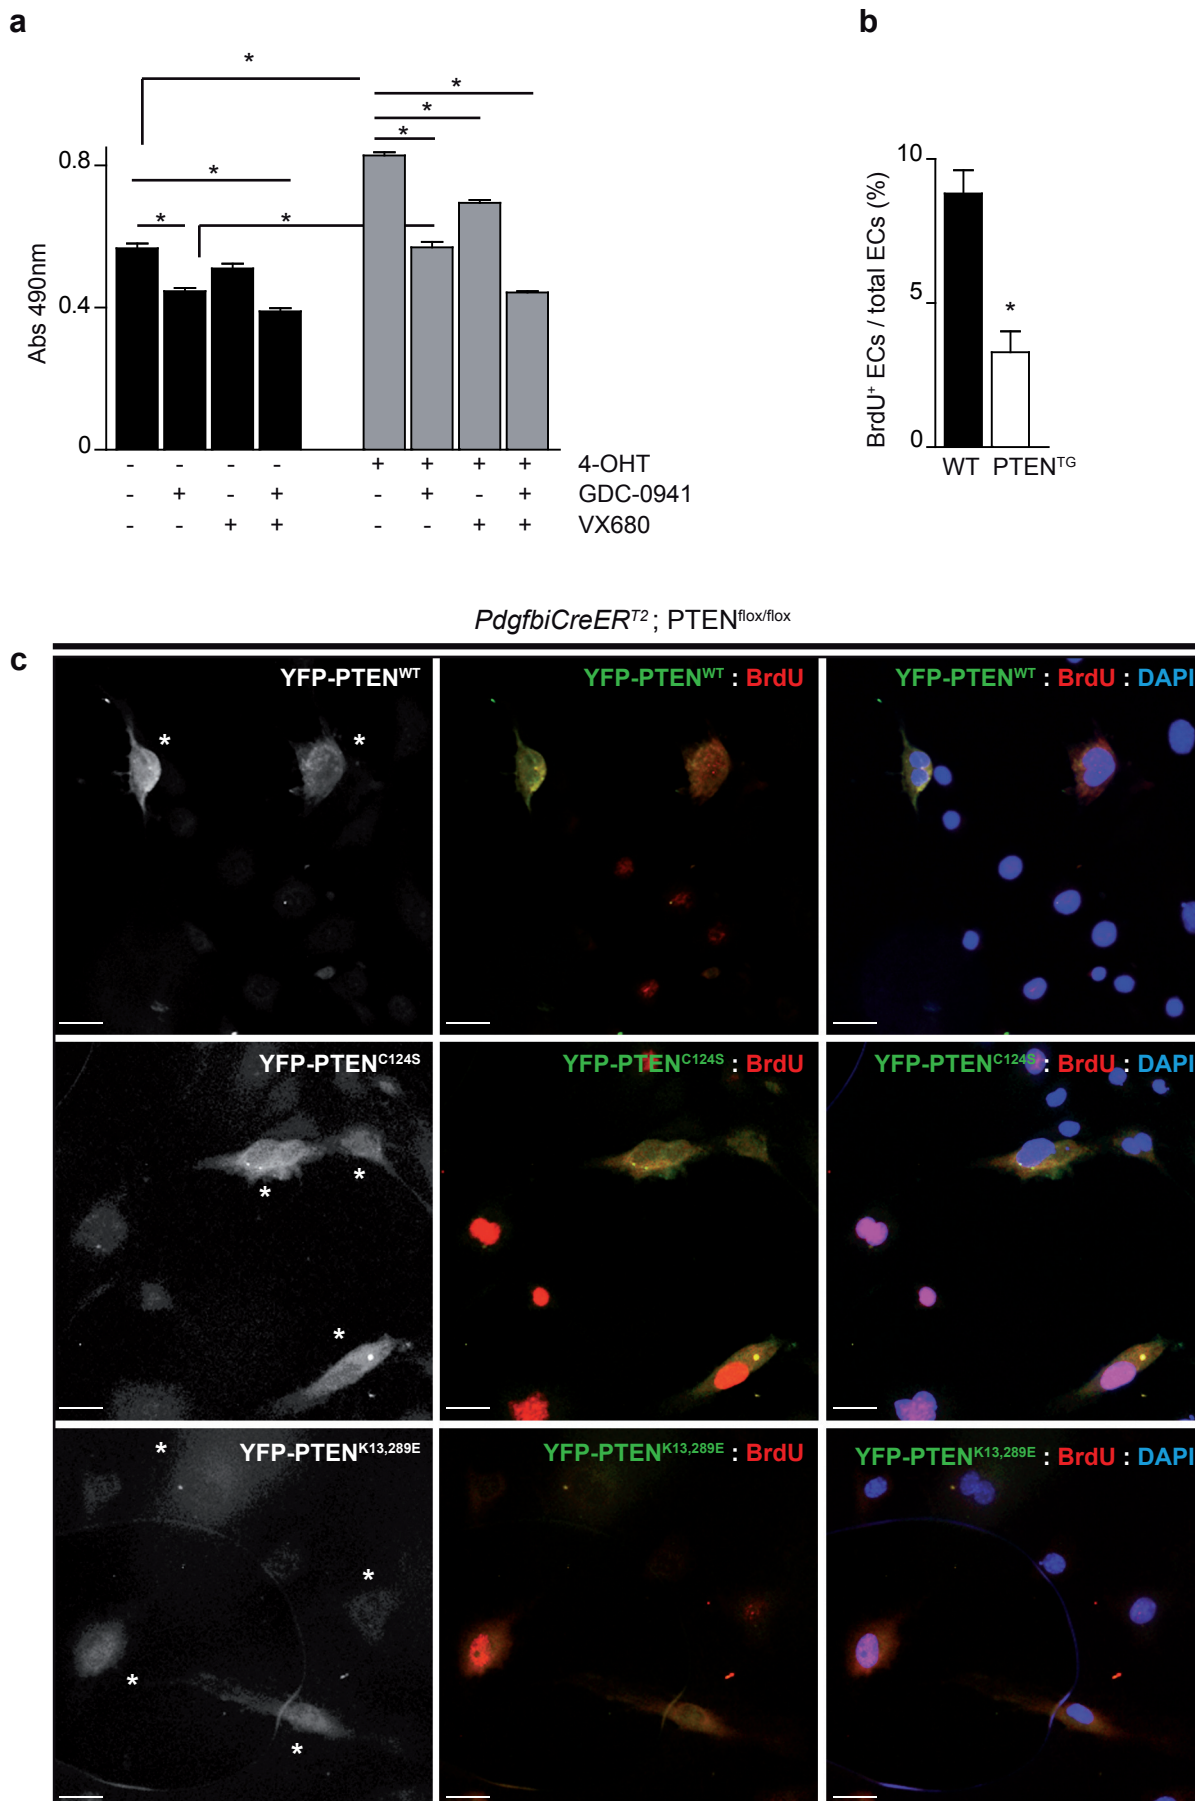 a
b
*
*
*
*
*
*
*
*
Abs 490nm
0.8
0.4
0
- - - - + + + + 4-OHT
- + - + - + - + GDC-0941
- - + + - - + + VX680
BrdU⁺ ECs / total ECs (%)
10
5
0
*
WT PTENᵀᴳ
PdgfbiCreERᵀ² ; PTENflox/flox
c
YFP-PTENWT
YFP-PTENWT : BrdU
YFP-PTENWT : BrdU : DAPI
* *
YFP-PTENC124S
YFP-PTENC124S : BrdU
YFP-PTENC124S : BrdU : DAPI
*
*
*
YFP-PTENK13,289E
YFP-PTENK13,289E : BrdU
YFP-PTENK13,289E : BrdU : DAPI
*
*
*
*